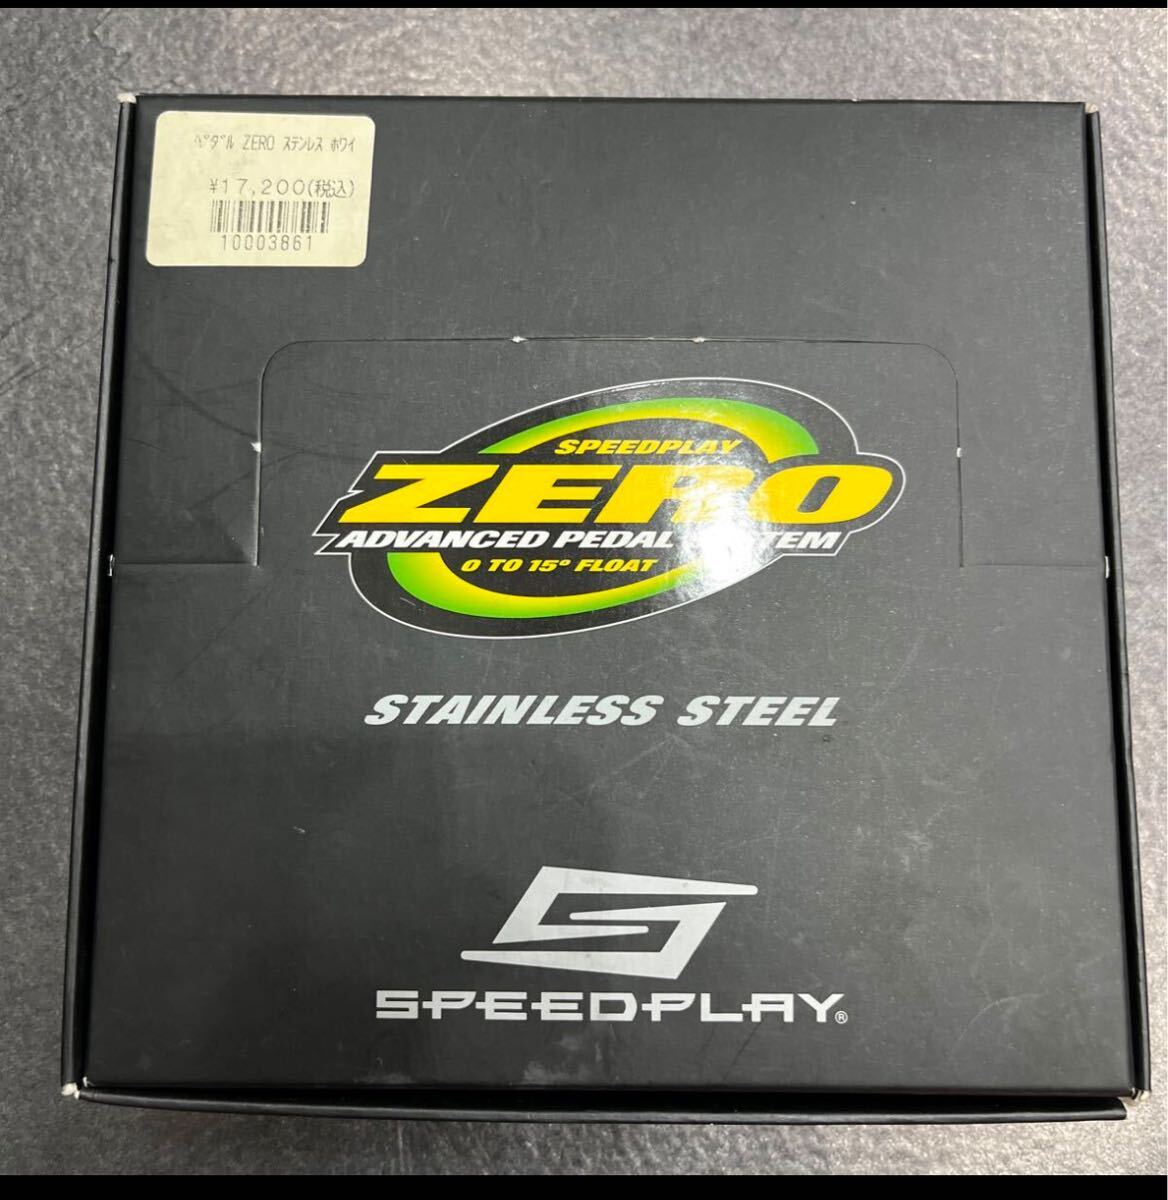 ﾍﾟﾀﾞﾙ ZERO ｽﾃﾝﾚｽ ﾎﾜｲ
¥17,200(税込)
10003861
SPEEDPLAY
ZERO
ADVANCED PEDAL
0 TO 15° FLOAT
STAINLESS STEEL
SPEEDPLAY®